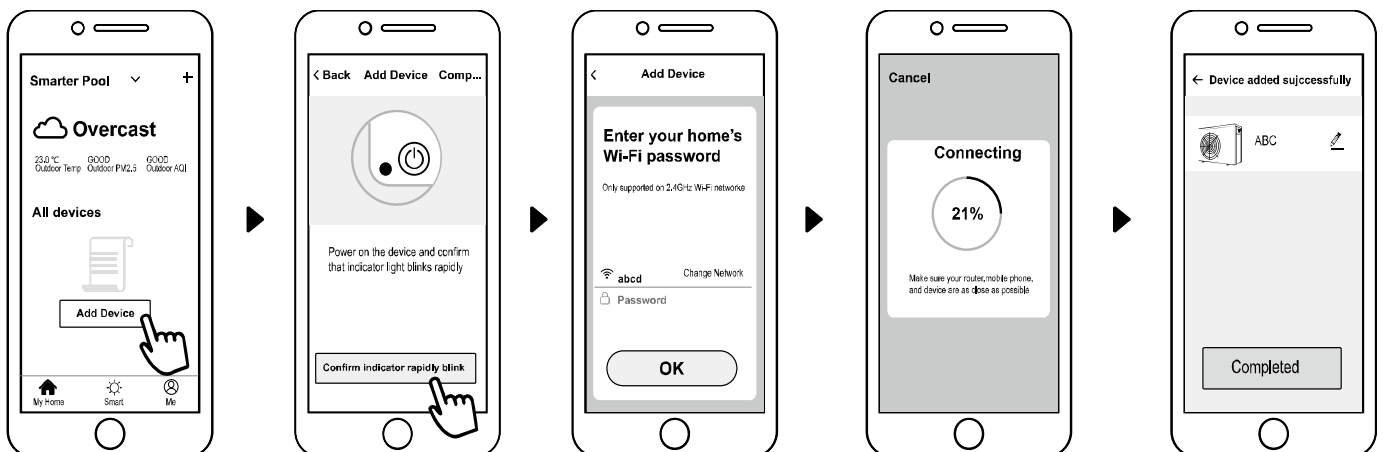 Smarter Pool +
Overcast
23.0 °C GOOD GOOD
Outdoor Temp Outdoor PM2.5 Outdoor AQI
All devices
Add Device
My Home Smart Me
< Back Add Device Comp...
Power on the device and confirm
that indicator light blinks rapidly
Confirm indicator rapidly blink
< Add Device
Enter your home's
Wi-Fi password
Only supported on 2.4GHz Wi-Fi networke
abcd Change Network
Password
OK
Cancel
Connecting
21%
Make sure your router,mobile phone,
and device are as close as possible
← Device added sujccessfully
ABC
Completed